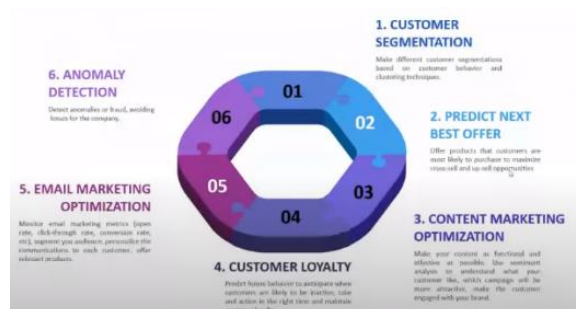 1. CUSTOMER
SEGMENTATION
Make different customer segmentations
based on customer behavior and
clustering techniques.
2. PREDICT NEXT
BEST OFFER
Offer products that customers are
most likely to purchase to maximize
cross-sell and up-sell opportunities
3. CONTENT MARKETING
OPTIMIZATION
Make your content as functional and
effective as possible. Use sentiment
analysis to understand what your
customer like, which campaign will be
more attractive, make the customer
engaged with your brand.
4. CUSTOMER LOYALTY
Predict future behavior to anticipate when
customers are likely to be inactive, take
and action in the right time and maintain
5. EMAIL MARKETING
OPTIMIZATION
Monitor email marketing metrics (open
rate, click-through rate, conversion rate,
etc), segment you audience, personalize the
communications to each customer, offer
relevant products.
6. ANOMALY
DETECTION
Detect anomalies or fraud, avoiding
losses for the company.
01
02
03
04
05
06